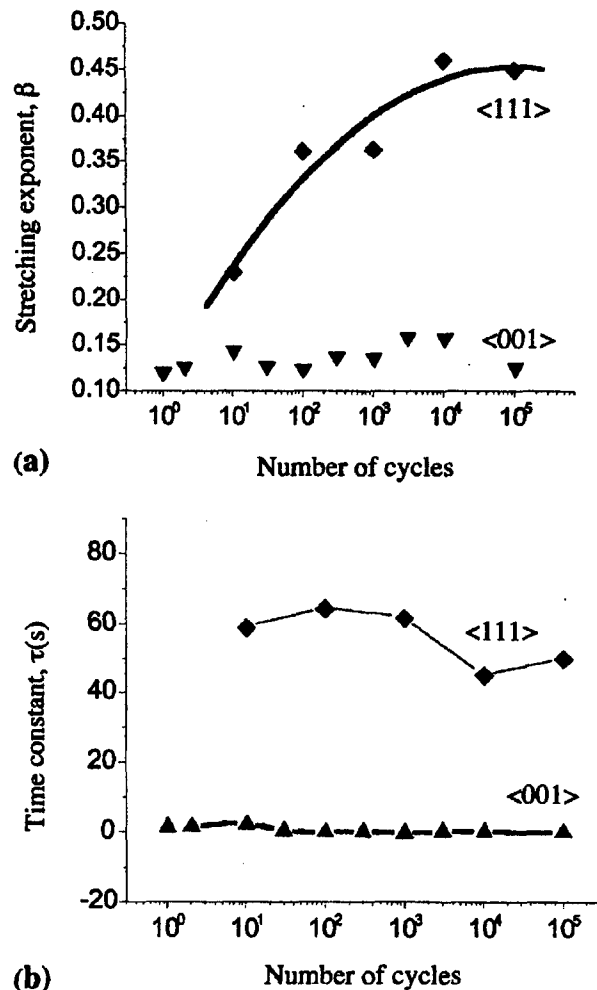 Stretching exponent, β
0.50
0.45
0.40
0.35
0.30
0.25
0.20
0.15
0.10
<111>
<001>
10⁰ 10¹ 10² 10³ 10⁴ 10⁵
Number of cycles
(a)
Time constant, τ(s)
80
60
40
20
0
-20
<111>
<001>
10⁰ 10¹ 10² 10³ 10⁴ 10⁵
Number of cycles
(b)